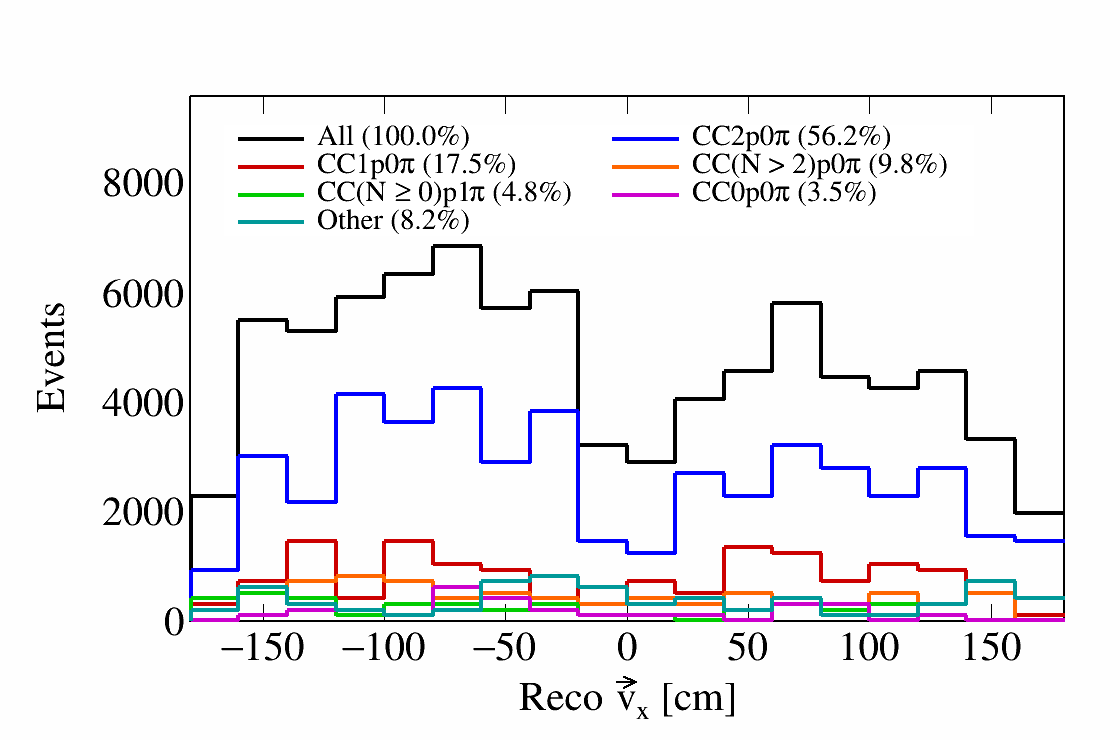 All (100.0%)
CC2p0π (56.2%)
CC1p0π (17.5%)
CC(N > 2)p0π (9.8%)
CC(N ≥ 0)p1π (4.8%)
CC0p0π (3.5%)
Other (8.2%)
8000
6000
4000
2000
0
Events
−150 −100 −50 0 50 100 150
Reco v⃗x [cm]